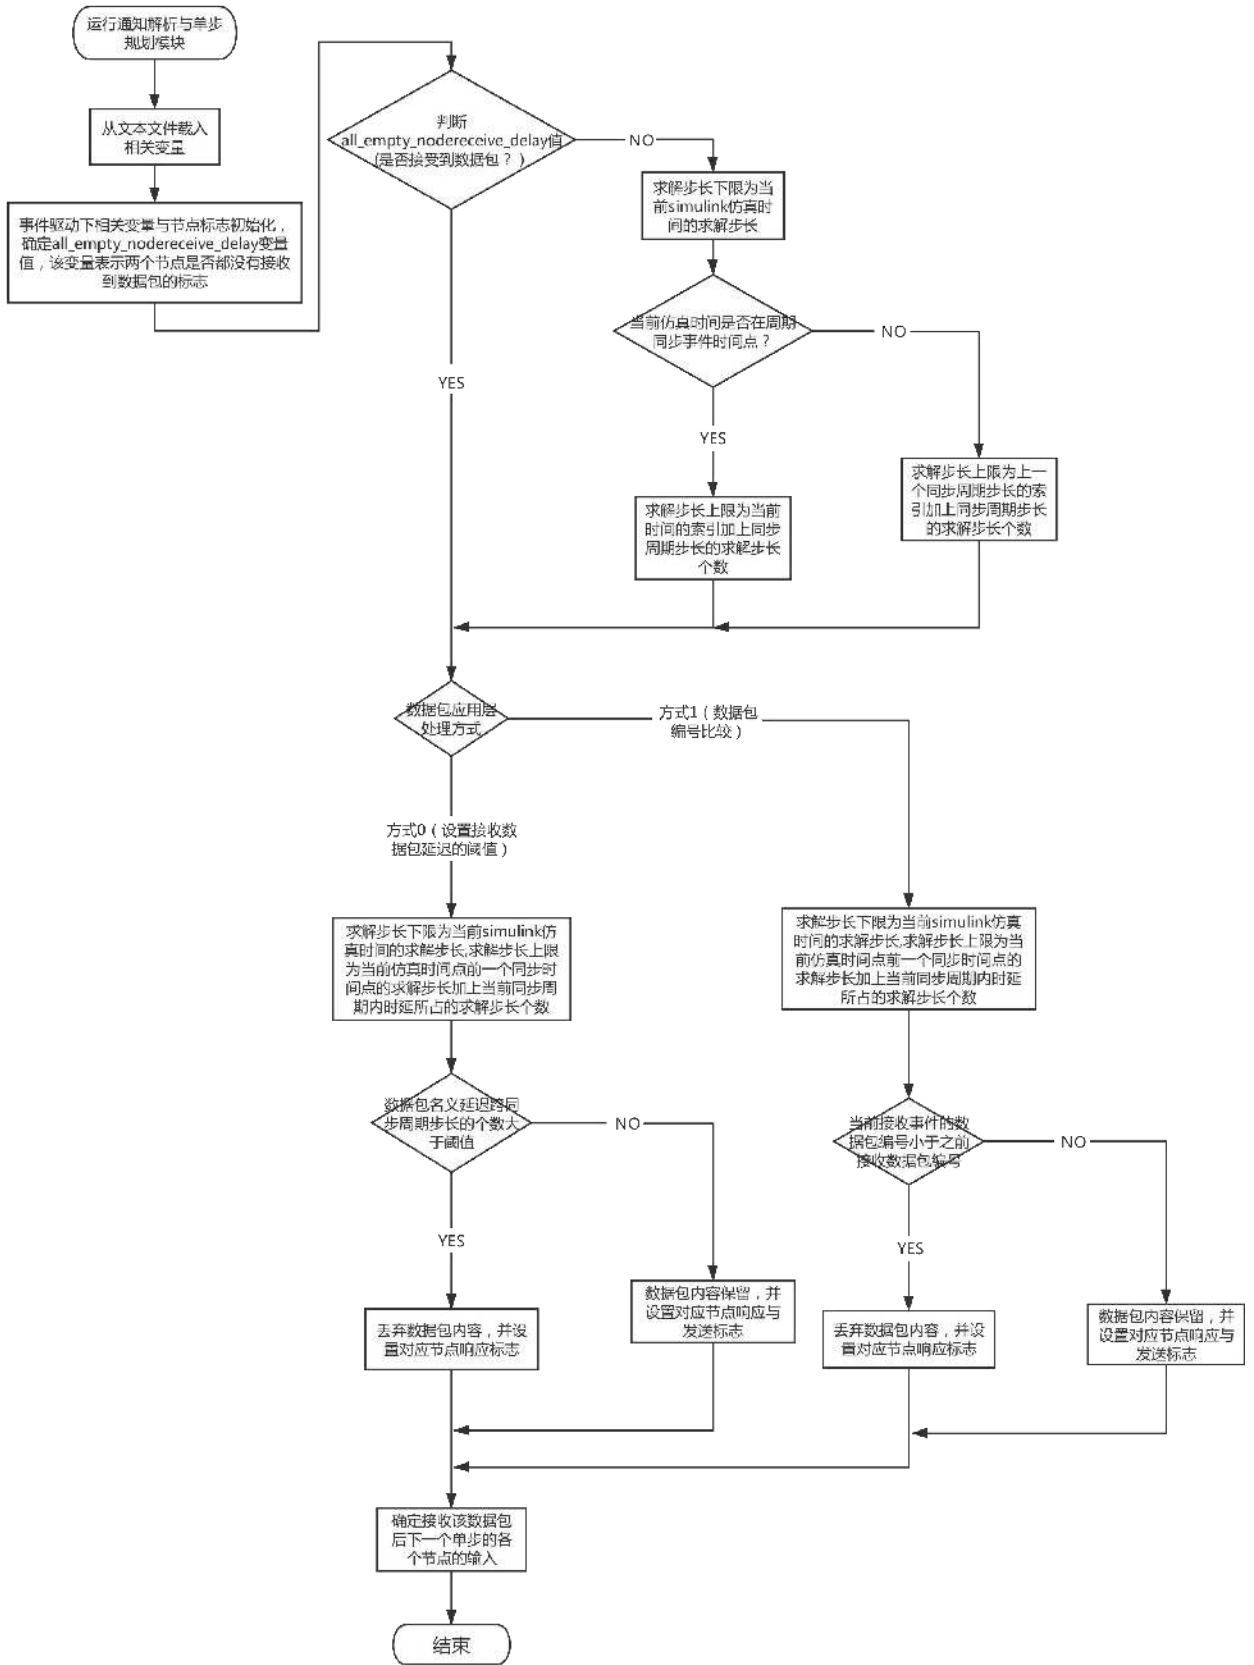 运行通知解析与单步
规划模块
从文本文件载入
相关变量
事件驱动下相关变量与节点标志初始化，
确定all_empty_nodereceive_delay变量
值，该变量表示两个节点是否都没有接收
到数据包的标志
判断
all_empty_nodereceive_delay值
(是否接受到数据包？)
NO
求解步长下限为当
前simulink仿真时
间的求解步长
当前仿真时间是否在周期
同步事件时间点？
NO
YES
YES
求解步长上限为上一
个同步周期步长的索
引加上同步周期步长
的求解步长个数
求解步长上限为当前
时间的索引加上同步
周期步长的求解步长
个数
数据包应用层
处理方式
方式1（数据包
编号比较）
方式0（设置接收数
据包延迟的阈值）
求解步长下限为当前simulink仿
真时间的求解步长,求解步长上限
为当前仿真时间点前一个同步时
间点的求解步长加上当前同步周
期内时延所占的求解步长个数
求解步长下限为当前simulink仿真
时间的求解步长,求解步长上限为当
前仿真时间点前一个同步时间点的
求解步长加上当前同步周期内时延
所占的求解步长个数
数据包名义延迟跨同
步周期步长的个数大
于阈值
NO
当前接收事件的数
据包编号小于之前
接收数据包编号
NO
YES
YES
数据包内容保留，并
设置对应节点响应与
发送标志
丢弃数据包内容，并设
置对应节点响应标志
丢弃数据包内容，并设
置对应节点响应标志
数据包内容保留，并
设置对应节点响应与
发送标志
确定接收该数据包
后下一个单步的各
个节点的输入
结束